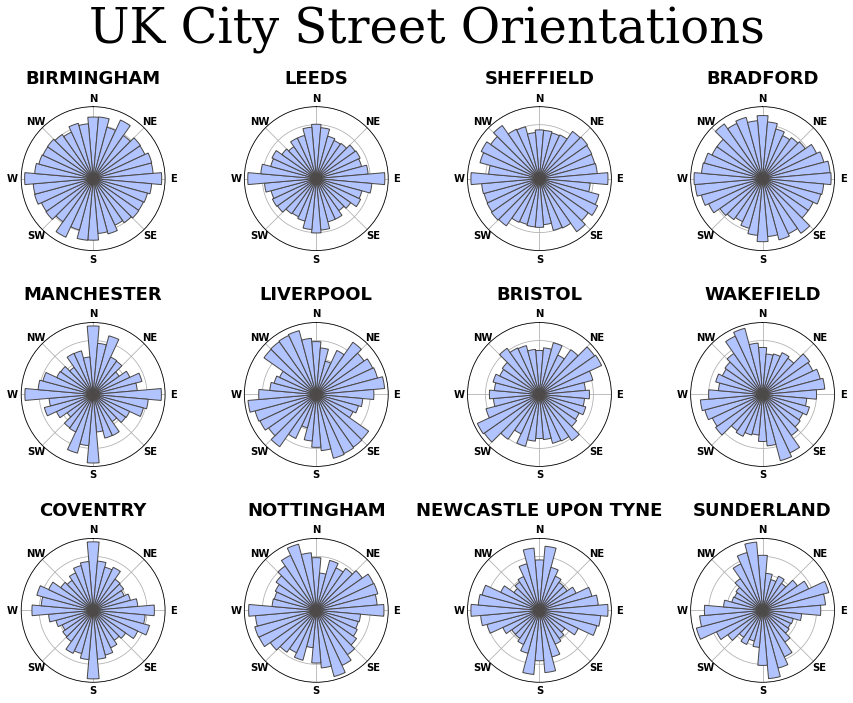 UK City Street Orientations
BIRMINGHAM LEEDS SHEFFIELD BRADFORD
N N N N
NW NE NW NE NW NE NW NE
W E W E W E W E
SW SE SW SE SW SE SW SE
S S S S
MANCHESTER LIVERPOOL BRISTOL WAKEFIELD
N N N N
NW NE NW NE NW NE NW NE
W E W E W E W E
SW SE SW SE SW SE SW SE
S S S S
COVENTRY NOTTINGHAM NEWCASTLE UPON TYNE SUNDERLAND
N N N N
NW NE NW NE NW NE NW NE
W E W E W E W E
SW SE SW SE SW SE SW SE
S S S S